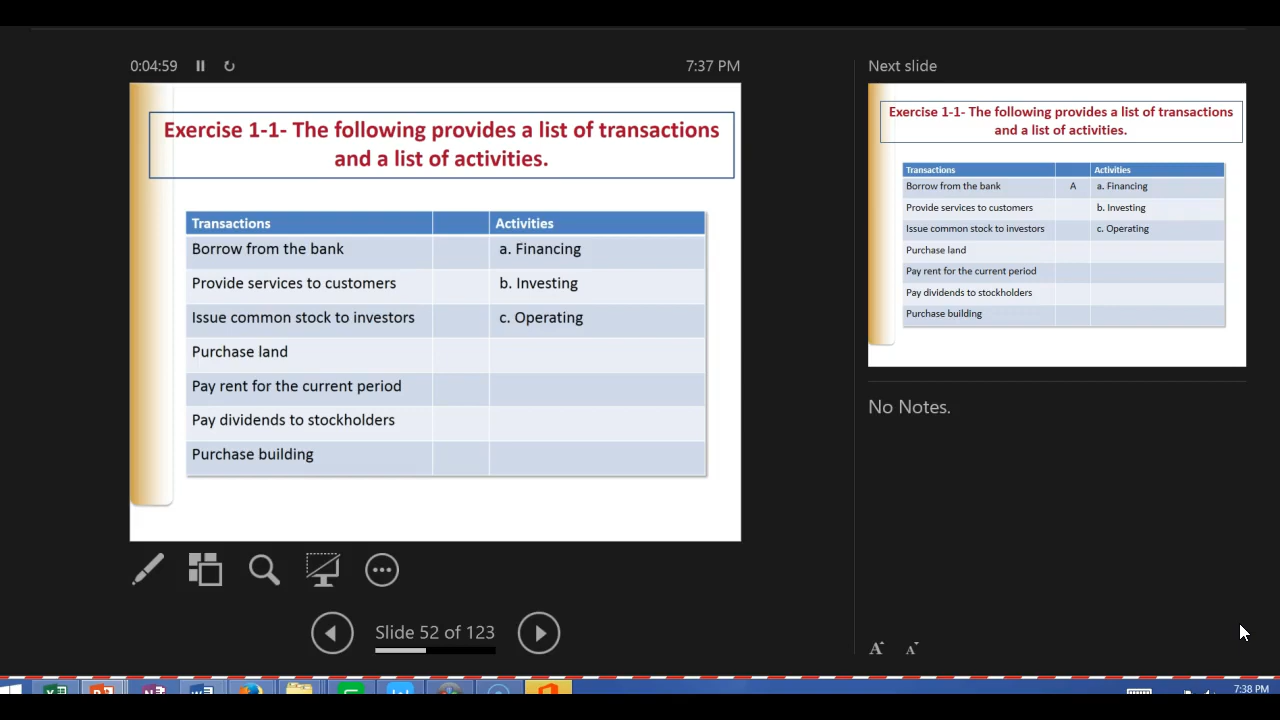 0:04:59
7:37 PM
Next slide
Exercise 1-1- The following provides a list of transactions
and a list of activities.
Transactions Activities
Borrow from the bank a. Financing
Provide services to customers b. Investing
Issue common stock to investors c. Operating
Purchase land
Pay rent for the current period
Pay dividends to stockholders
Purchase building
Exercise 1-1- The following provides a list of transactions
and a list of activities.
Transactions Activities
Borrow from the bank A a. Financing
Provide services to customers b. Investing
Issue common stock to investors c. Operating
Purchase land
Pay rent for the current period
Pay dividends to stockholders
Purchase building
No Notes.
Slide 52 of 123
A A
7:38 PM